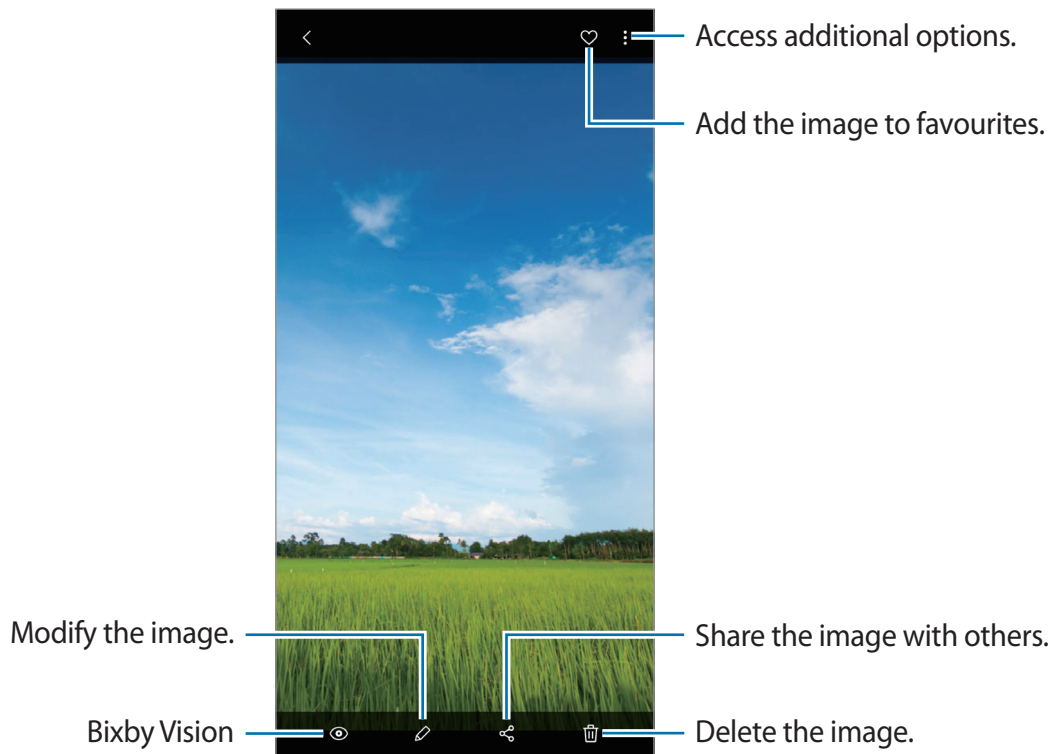 Access additional options.
Add the image to favourites.
Modify the image.
Share the image with others.
Bixby Vision
Delete the image.